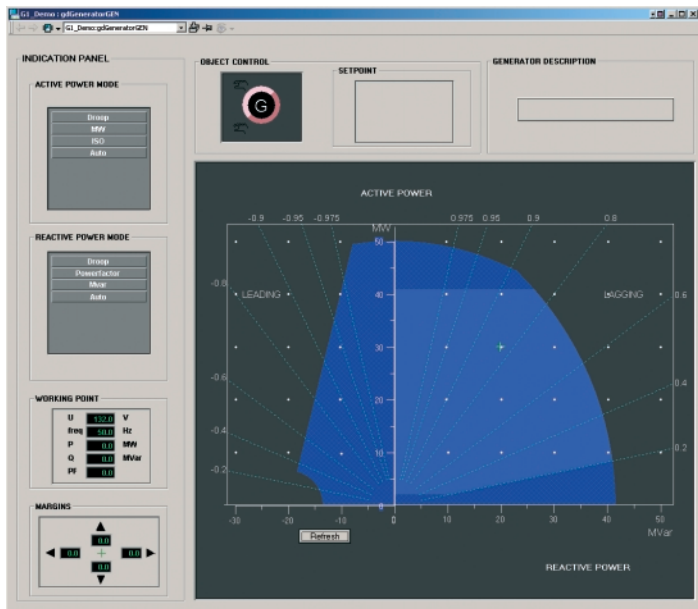 G1_Demo : gdGeneratorGEN
G1_Demo:gdGeneratorGEN
INDICATION PANEL
ACTIVE POWER MODE
Droop
MW
ISO
Auto
REACTIVE POWER MODE
Droop
Powerfactor
Mvar
Auto
WORKING POINT
U 132.0 V
freq 50.0 Hz
P 0.0 MW
Q 0.0 MVar
PF 0.0
MARGINS
0.0
0.0 0.0
0.0
OBJECT CONTROL
G
SETPOINT
GENERATOR DESCRIPTION
ACTIVE POWER
-0.9 -0.95 -0.975 0.975 0.95 0.9 0.8
MW
50
-0.8
LEADING 40 LAGGING 0.6
30
-0.6
0.4
20
-0.4
10 0.2
-0.2
0
-30 -20 -10 0 10 20 30 40 50
MVar
Refresh
REACTIVE POWER